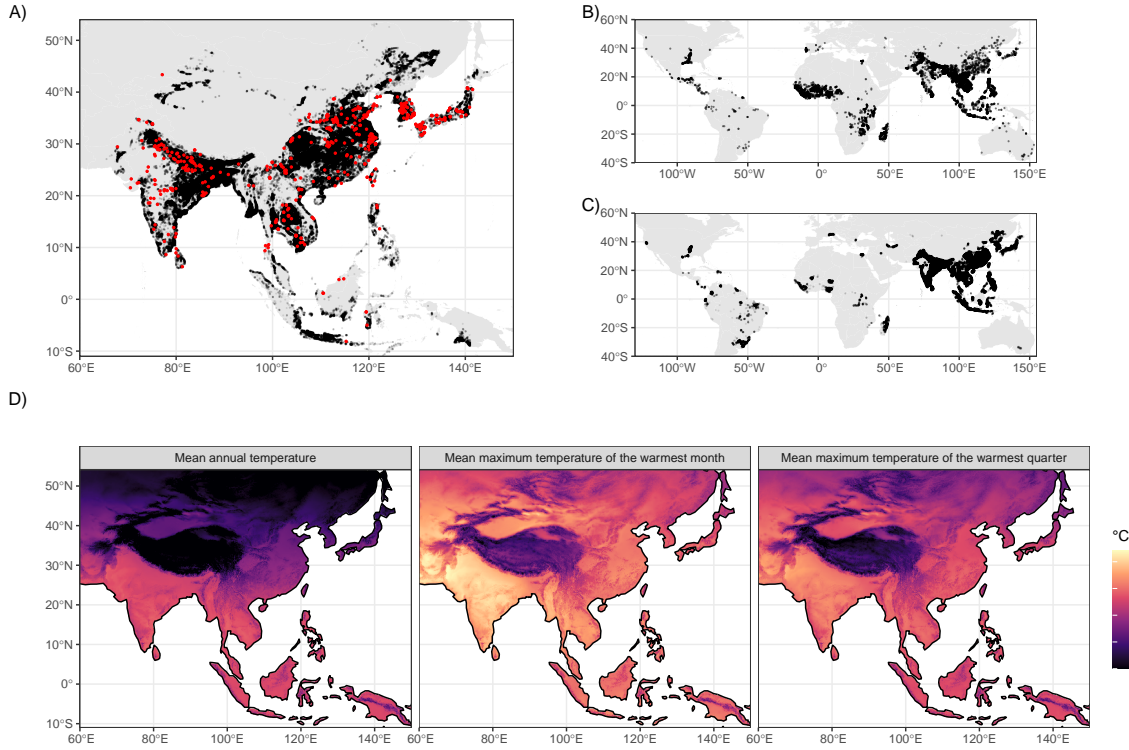 A)
50°N
40°N
30°N
20°N
10°N
0°
10°S
60°E
80°E
100°E
120°E
140°E
B)
60°N
40°N
20°N
0°
20°S
40°S
100°W
50°W
0°
50°E
100°E
150°E
C)
60°N
40°N
20°N
0°
20°S
40°S
100°W
50°W
0°
50°E
100°E
150°E
D)
Mean annual temperature
Mean maximum temperature of the warmest month
Mean maximum temperature of the warmest quarter
50°N
40°N
30°N
20°N
10°N
0°
10°S
60°E
80°E
100°E
120°E
140°E
60°E
80°E
100°E
120°E
140°E
60°E
80°E
100°E
120°E
140°E
°C